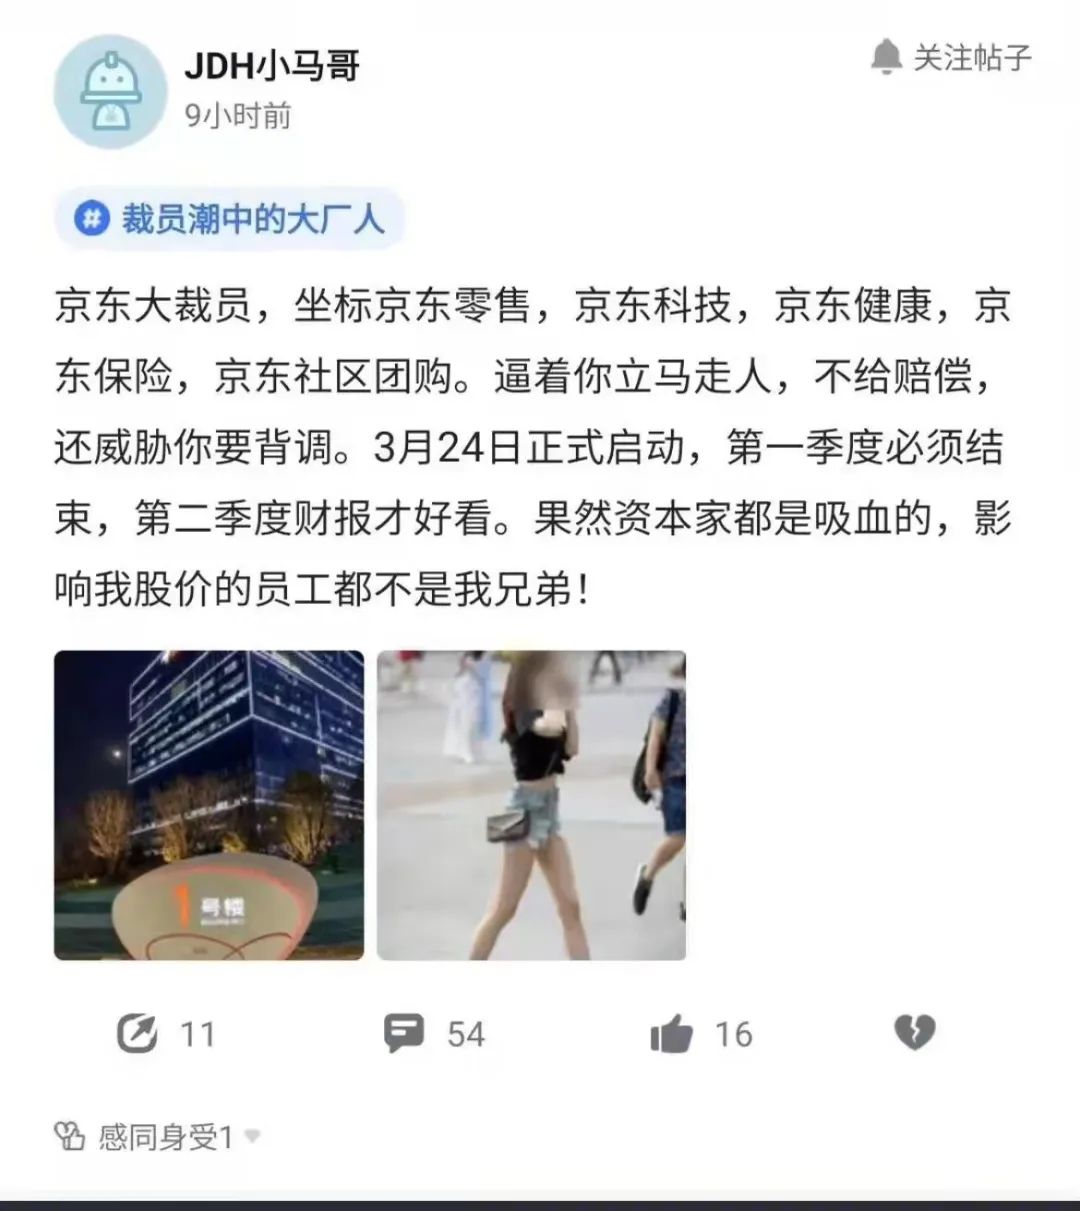 JDH小马哥
关注帖子
9小时前
# 裁员潮中的大厂人
京东大裁员，坐标京东零售，京东科技，京东健康，京
东保险，京东社区团购。逼着你立马走人，不给赔偿，
还威胁你要背调。3月24日正式启动，第一季度必须结
束，第二季度财报才好看。果然资本家都是吸血的，影
响我股价的员工都不是我兄弟！
1号楼
11
54
16
感同身受1